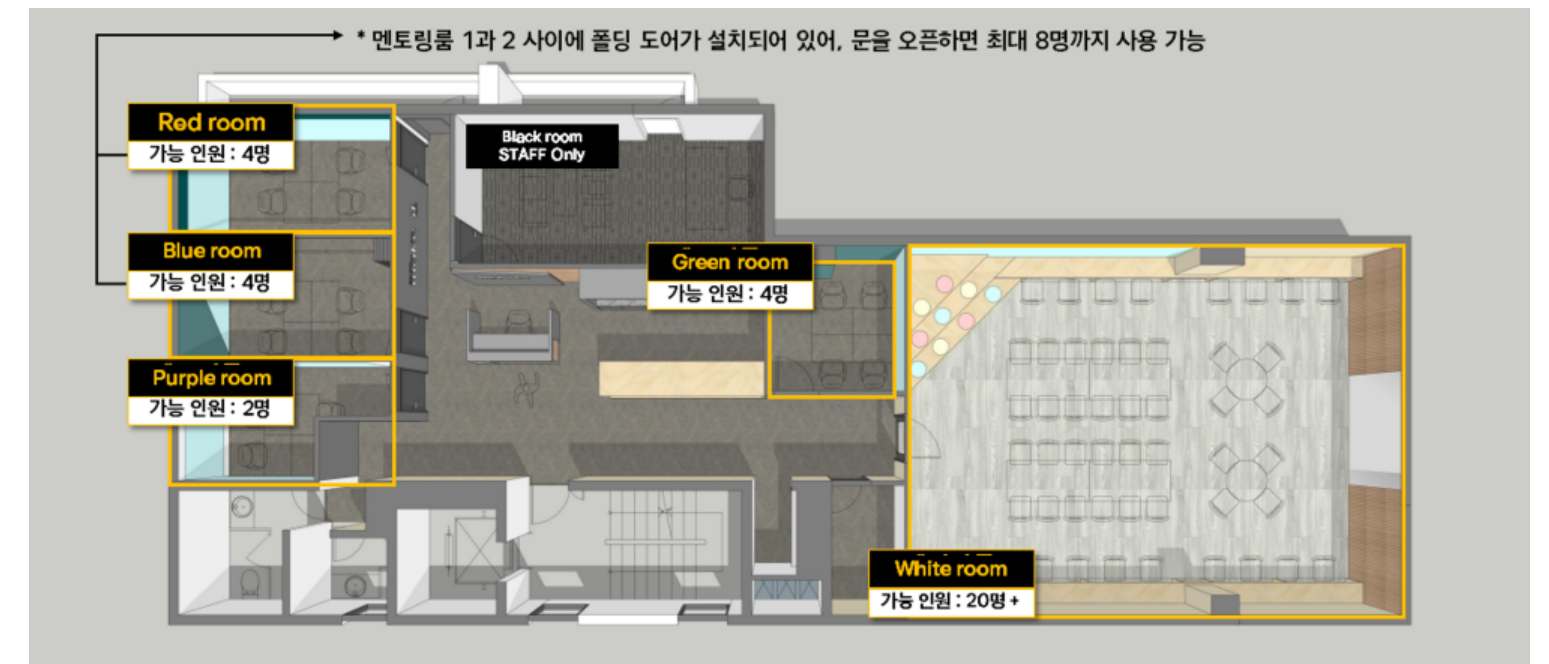 * 멘토링룸 1과 2 사이에 폴딩 도어가 설치되어 있어, 문을 오픈하면 최대 8명까지 사용 가능
Red room
가능 인원 : 4명
Black room
STAFF Only
Blue room
가능 인원 : 4명
Green room
가능 인원 : 4명
Purple room
가능 인원 : 2명
White room
가능 인원 : 20명 +